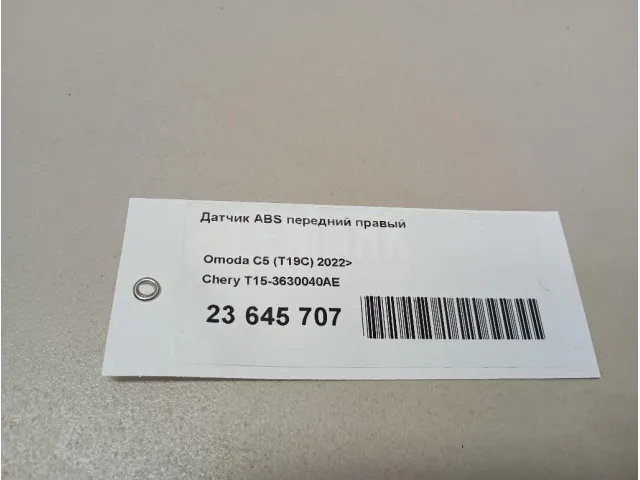 Датчик ABS передний правый
Omoda C5 (T19C) 2022>
Chery T15-3630040AE
23 645 707